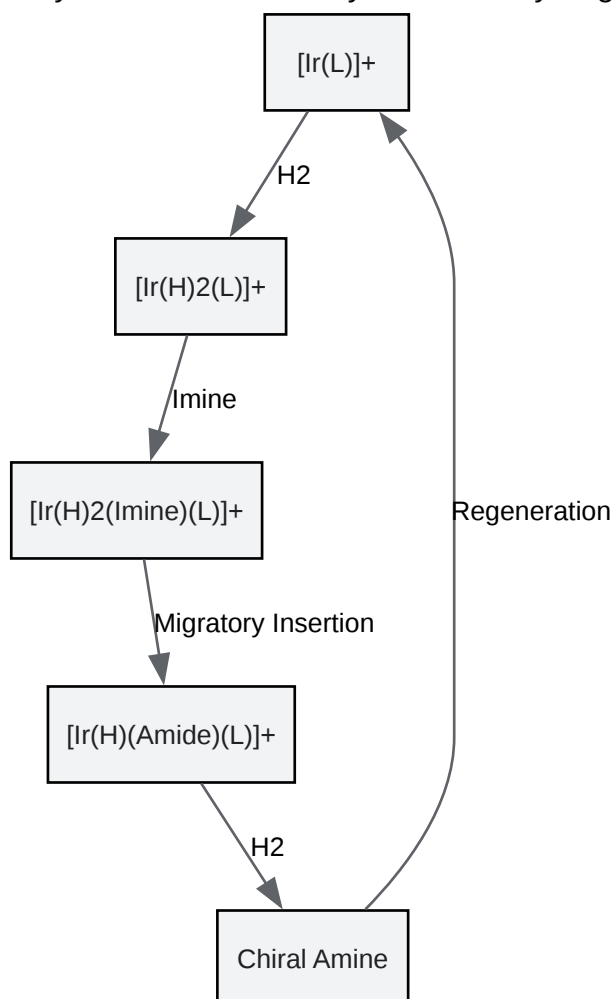 [Ir(L)]+
H2
[Ir(H)2(L)]+
Imine
[Ir(H)2(Imine)(L)]+
Regeneration
Migratory Insertion
[Ir(H)(Amide)(L)]+
H2
Chiral Amine